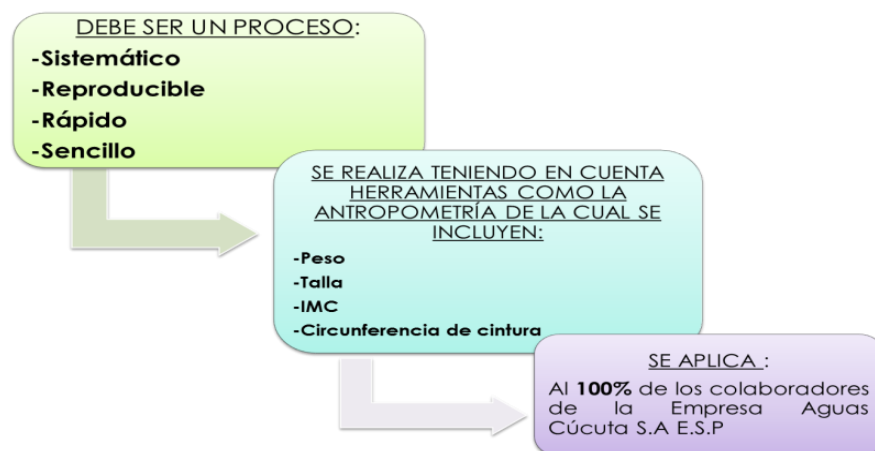 DEBE SER UN PROCESO:
-Sistemático
-Reproducible
-Rápido
-Sencillo
SE REALIZA TENIENDO EN CUENTA
HERRAMIENTAS COMO LA
ANTROPOMETRÍA DE LA CUAL SE
INCLUYEN:
-Peso
-Talla
-IMC
-Circunferencia de cintura
SE APLICA :
Al 100% de los colaboradores
de la Empresa Aguas
Cúcuta S.A E.S.P